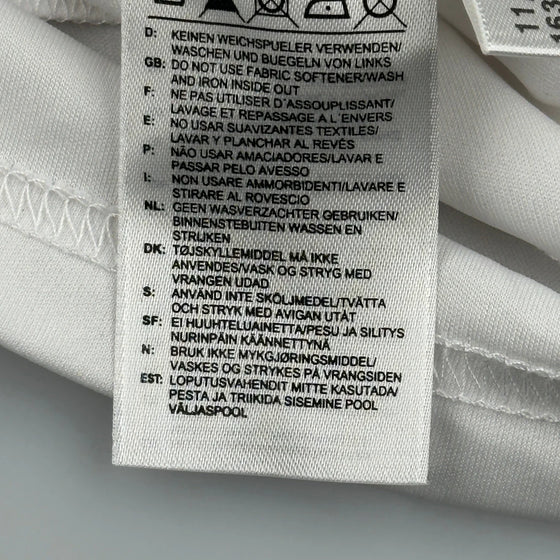 D: KEINEN WEICHSPUELER VERWENDEN/
WASCHEN UND BUEGELN VON LINKS
GB: DO NOT USE FABRIC SOFTENER/WASH
AND IRON INSIDE OUT
F: NE PAS UTILISER D'ASSOUPLISSANT/
LAVAGE ET REPASSAGE A L'ENVERS
E: NO USAR SUAVIZANTES TEXTILES/
LAVAR Y PLANCHAR AL REVÉS
P: NÃO USAR AMACIADORES/LAVAR E
PASSAR PELO AVESSO
I: NON USARE AMMORBIDENTI/LAVARE E
STIRARE AL ROVESCIO
NL: GEEN WASVERZACHTER GEBRUIKEN/
BINNENSTEBUITEN WASSEN EN
STRIJKEN
DK: TØJSKYLLEMIDDEL MÅ IKKE
ANVENDES/VASK OG STRYG MED
VRANGEN UDAD
S: ANVÄND INTE SKÖLJMEDEL/TVÄTTA
OCH STRYK MED AVIGAN UTÅT
SF: EI HUUHTELUAINETTA/PESU JA SILITYS
NURINPÄIN KÄÄNNETTYNÄ
N: BRUK IKKE MYKGJØRINGSMIDDEL/
VASKES OG STRYKES PÅ VRANGSIDEN
EST: LOPUTUSVAHENDIT MITTE KASUTADA/
PESTA JA TRIIKIDA SISEMINE POOL
VÄLJASPOOL
11